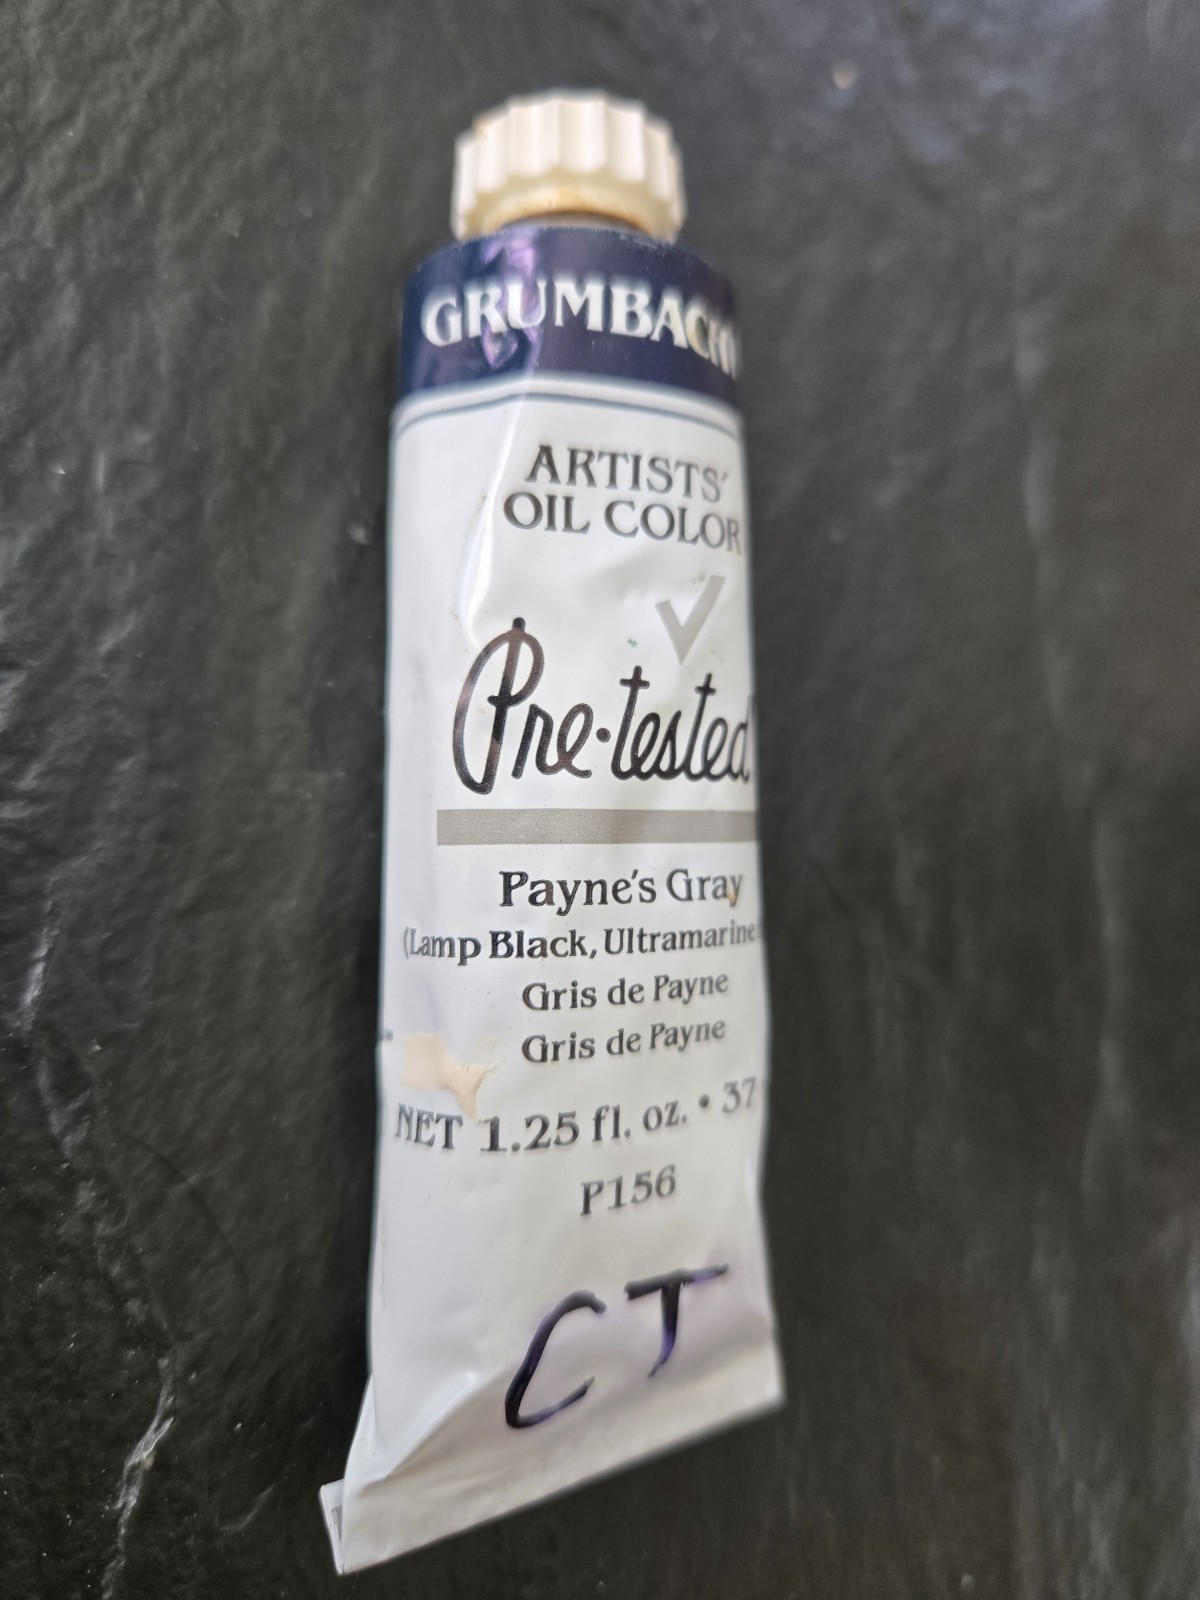 GRUMBACH
ARTISTS'
OIL COLOR
Pre-tested
Payne's Gray
(Lamp Black, Ultramarine
Gris de Payne
Gris de Payne
NET 1.25 fl. oz. • 37
P156
CT